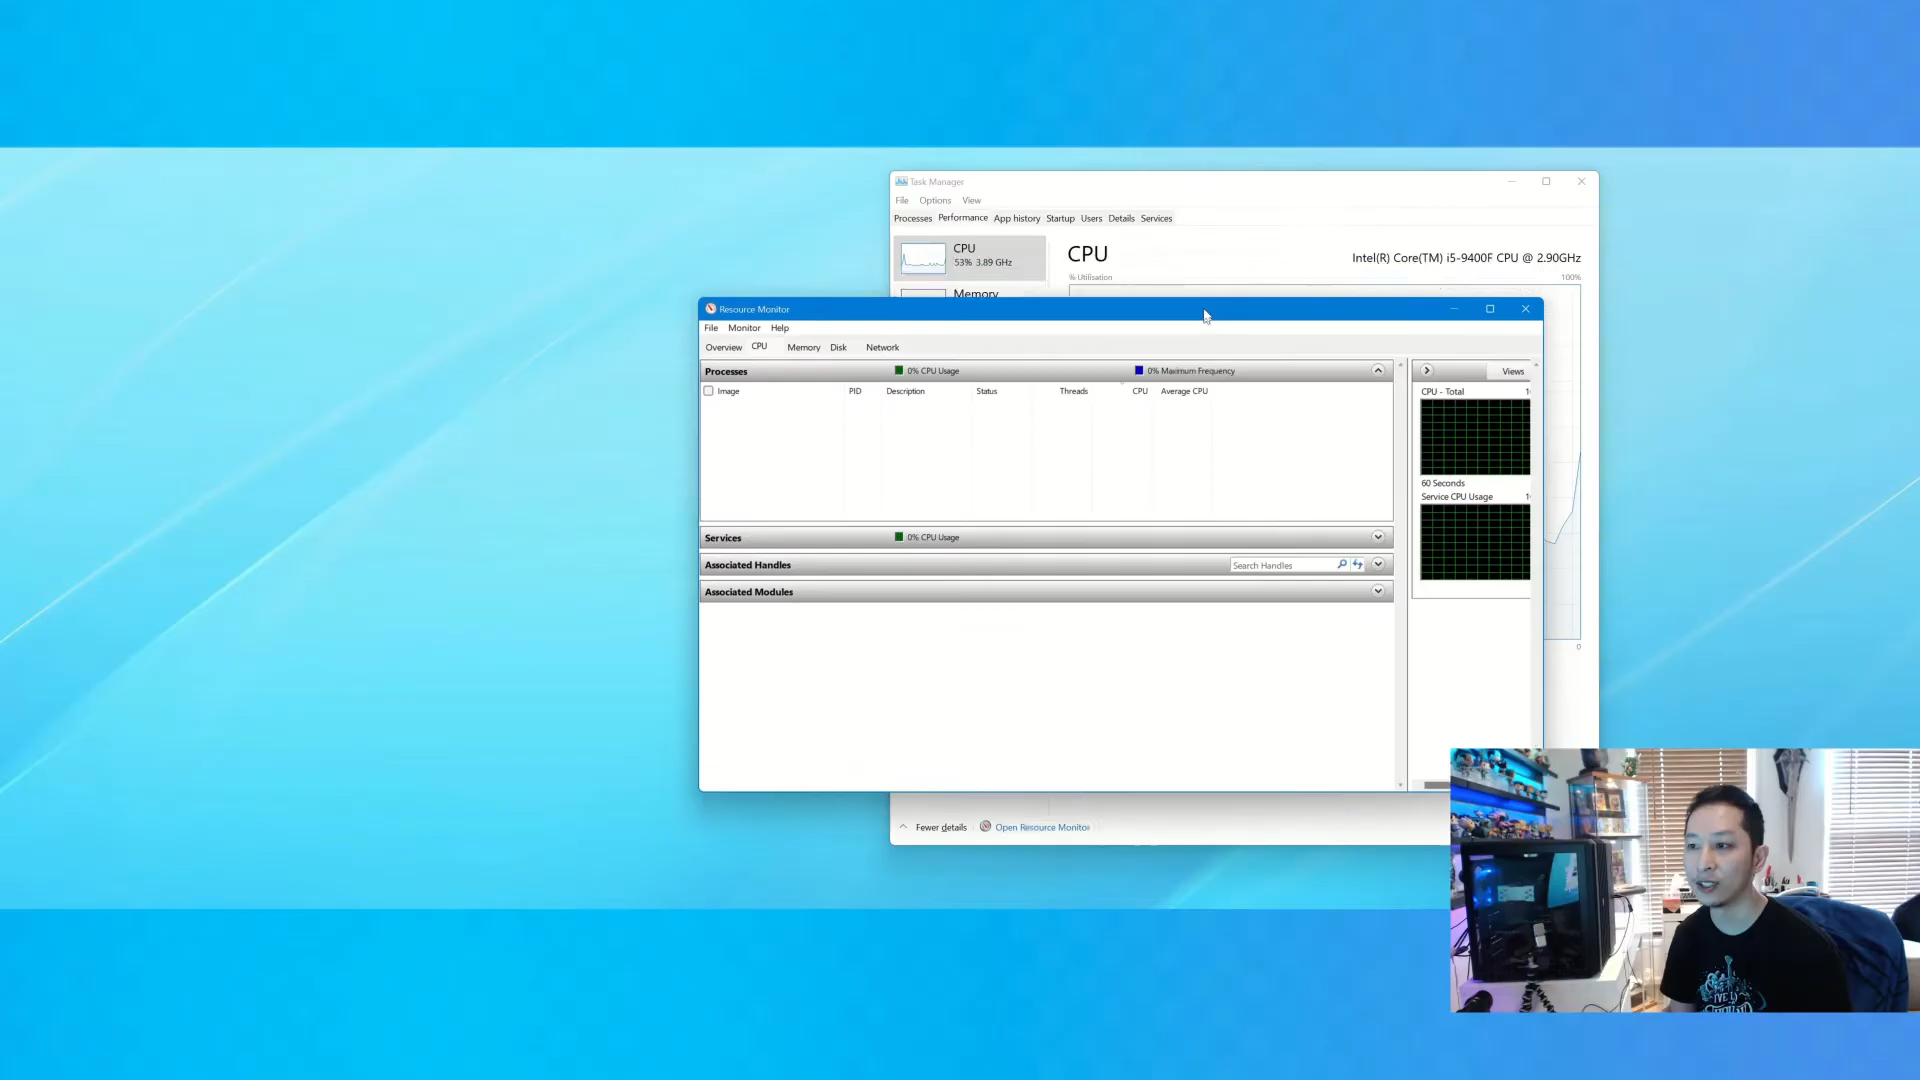 Task Manager
File Options View
Processes Performance App history Startup Users Details Services
CPU
53% 3.89 GHz
Memory
CPU
Intel(R) Core(TM) i5-9400F CPU @ 2.90GHz
% Utilisation 100%
Resource Monitor
File Monitor Help
Overview CPU Memory Disk Network
Processes 0% CPU Usage 0% Maximum Frequency
Image PID Description Status Threads CPU Average CPU
Services 0% CPU Usage
Associated Handles Search Handles
Associated Modules
Views
CPU - Total
60 Seconds
Service CPU Usage
0
Fewer details Open Resource Monitor